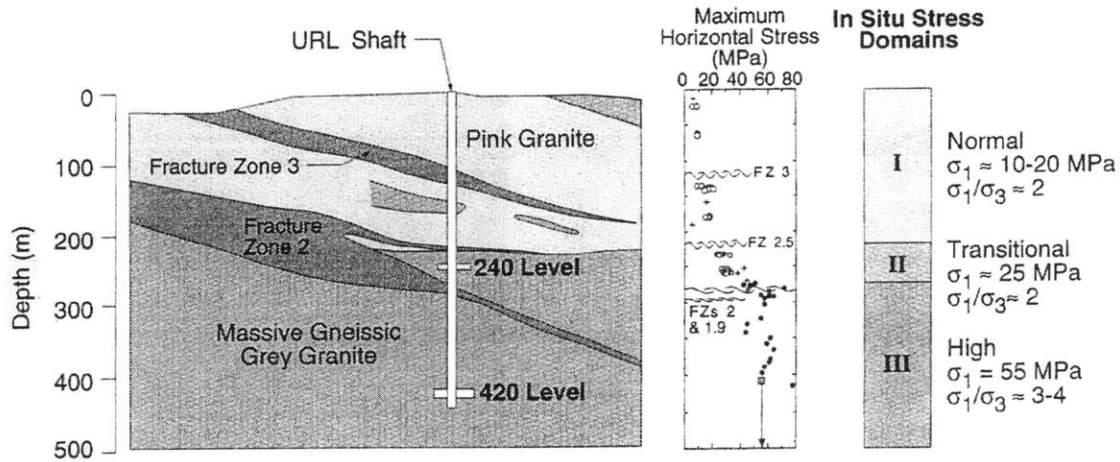 URL Shaft
Maximum
Horizontal Stress
(MPa)
0 20 40 60 80
In Situ Stress
Domains
Depth (m)
0
100
200
300
400
500
Pink Granite
Fracture Zone 3
Fracture
Zone 2
240 Level
Massive Gneissic
Grey Granite
420 Level
FZ 3
FZ 2.5
FZs 2
& 1.9
I
Normal
σ1 ≈ 10-20 MPa
σ1/σ3 ≈ 2
II
Transitional
σ1 ≈ 25 MPa
σ1/σ3 ≈ 2
III
High
σ1 = 55 MPa
σ1/σ3 ≈ 3-4